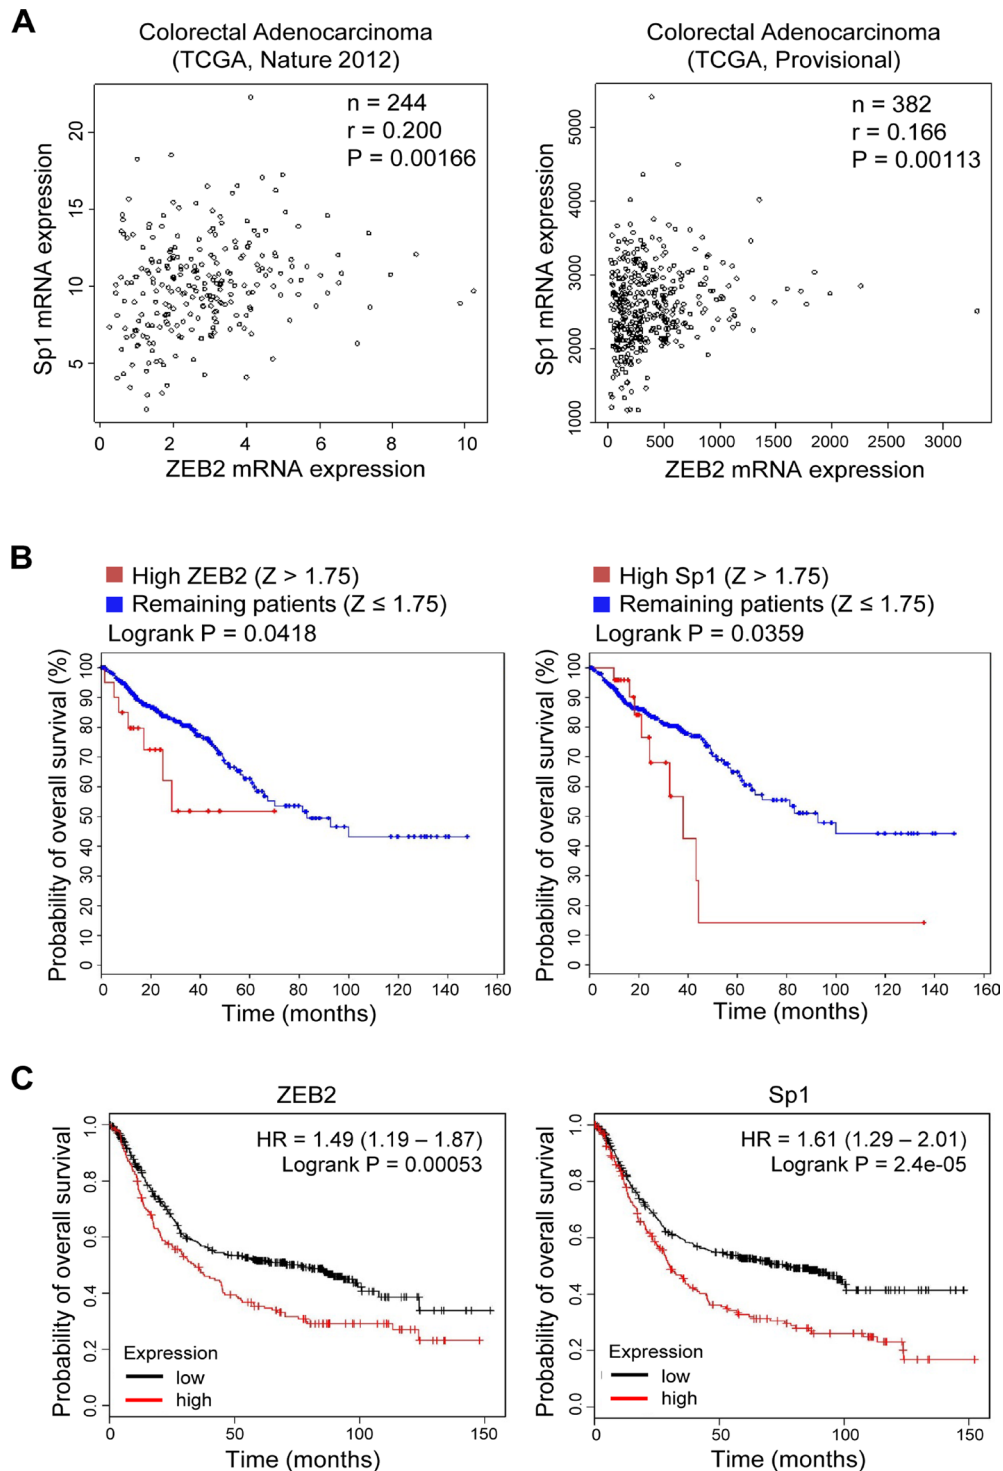 A
Colorectal Adenocarcinoma
(TCGA, Nature 2012)
n = 244
r = 0.200
P = 0.00166
Sp1 mRNA expression
20
15
10
5
0 2 4 6 8 10
ZEB2 mRNA expression
Colorectal Adenocarcinoma
(TCGA, Provisional)
n = 382
r = 0.166
P = 0.00113
Sp1 mRNA expression
5000
4000
3000
2000
1000
0 500 1000 1500 2000 2500 3000
ZEB2 mRNA expression
B
High ZEB2 (Z > 1.75)
Remaining patients (Z ≤ 1.75)
Logrank P = 0.0418
Probability of overall survival (%)
100
90
80
70
60
50
40
30
20
10
0
0 20 40 60 80 100 120 140 160
Time (months)
High Sp1 (Z > 1.75)
Remaining patients (Z ≤ 1.75)
Logrank P = 0.0359
Probability of overall survival (%)
100
90
80
70
60
50
40
30
20
10
0
0 20 40 60 80 100 120 140 160
Time (months)
C
ZEB2
HR = 1.49 (1.19 – 1.87)
Logrank P = 0.00053
Probability of overall survival
1.0
0.8
0.6
0.4
0.2
0.0
Expression
low
high
0 50 100 150
Time (months)
Sp1
HR = 1.61 (1.29 – 2.01)
Logrank P = 2.4e-05
Probability of overall survival
1.0
0.8
0.6
0.4
0.2
0.0
Expression
low
high
0 50 100 150
Time (months)